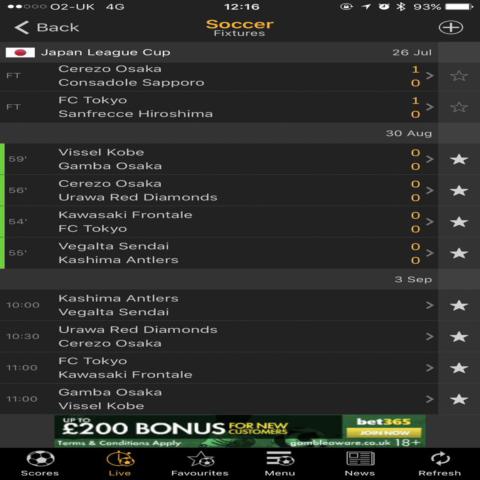 O2-UK 4G 12:16 93%
Back
Soccer
Fixtures
Japan League Cup 26 Jul
FT Cerezo Osaka 1
Consadole Sapporo 0
FT FC Tokyo 1
Sanfrecce Hiroshima 0
30 Aug
59' Vissel Kobe 0
Gamba Osaka 0
56' Cerezo Osaka 0
Urawa Red Diamonds 0
54' Kawasaki Frontale 0
FC Tokyo 0
55' Vegalta Sendai 0
Kashima Antlers 0
3 Sep
10:00 Kashima Antlers
Vegalta Sendai
10:30 Urawa Red Diamonds
Cerezo Osaka
11:00 FC Tokyo
Kawasaki Frontale
11:00 Gamba Osaka
Vissel Kobe
UP TO
£200 BONUS FOR NEW CUSTOMERS
bet365
JOIN NOW
Terms & Conditions Apply gambleaware.co.uk 18+
Scores Live Favourites Menu News Refresh